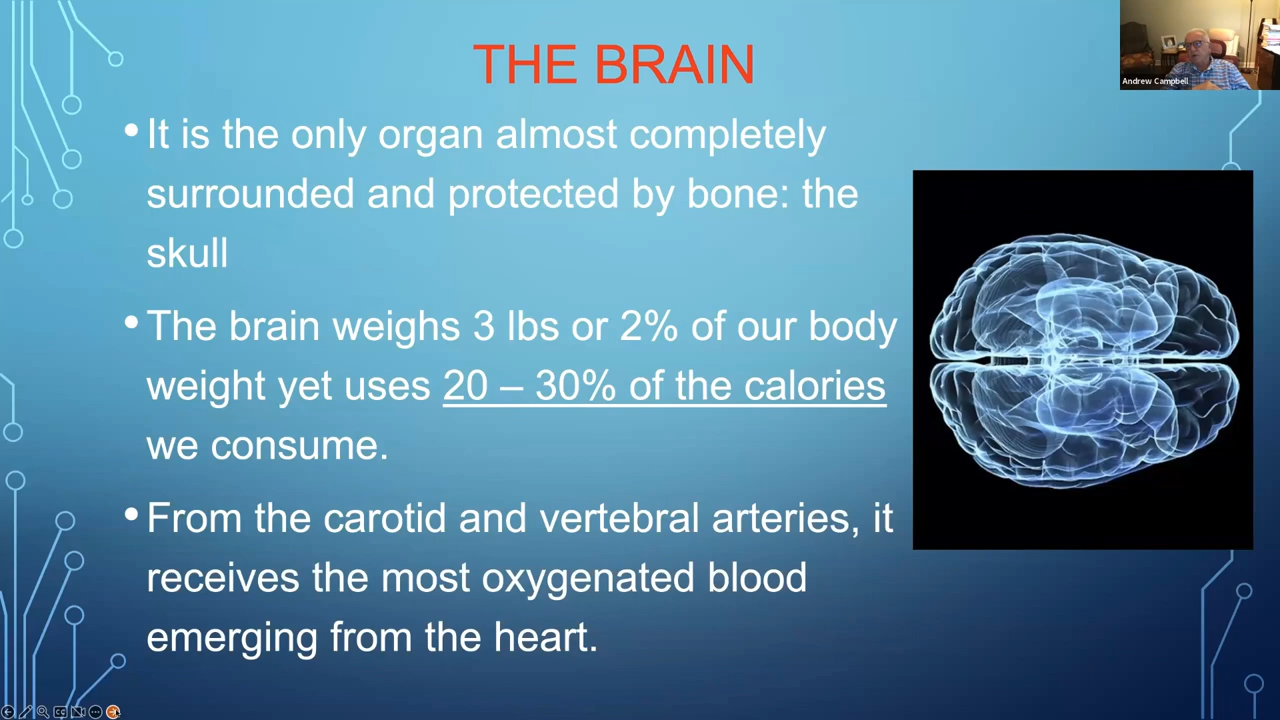 THE BRAIN
Andrew Campbell
• It is the only organ almost completely
surrounded and protected by bone: the
skull
• The brain weighs 3 lbs or 2% of our body
weight yet uses 20 – 30% of the calories
we consume.
• From the carotid and vertebral arteries, it
receives the most oxygenated blood
emerging from the heart.
CC